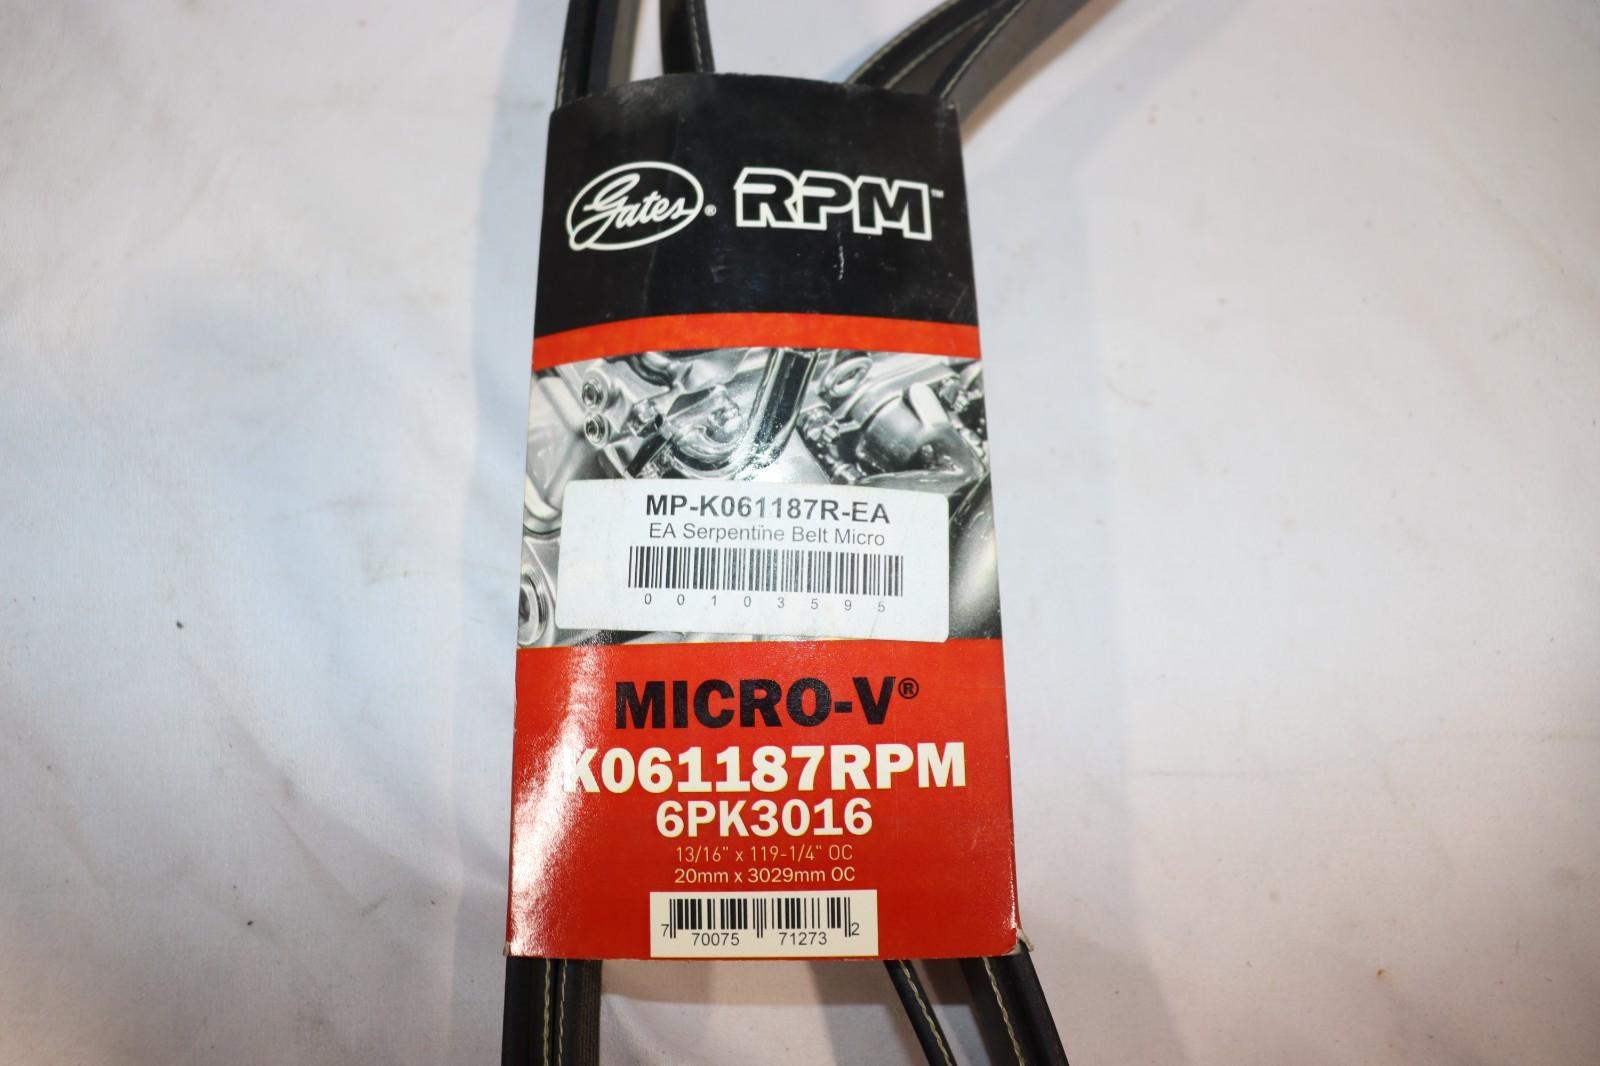 Gates® RPM™
MP-K061187R-EA
EA Serpentine Belt Micro
00103595
MICRO-V®
K061187RPM
6PK3016
13/16" x 119-1/4" OC
20mm x 3029mm OC
7 70075 71273 2